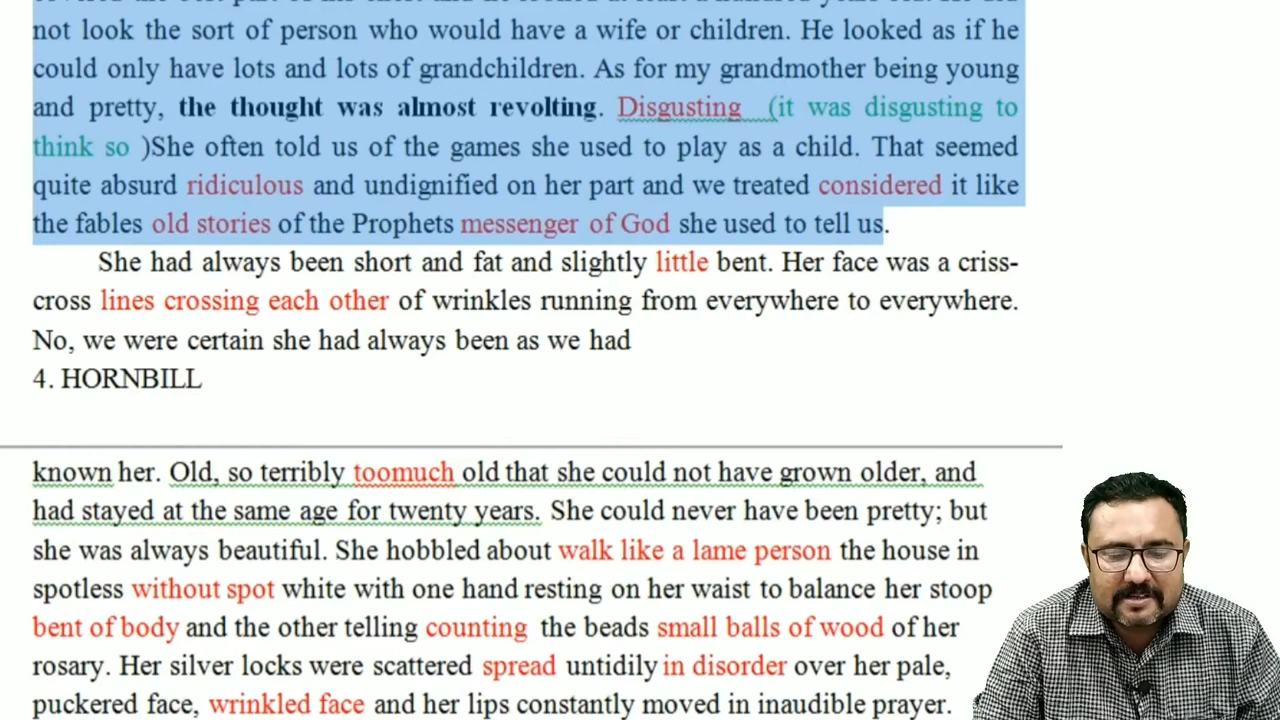 not look the sort of person who would have a wife or children. He looked as if he
could only have lots and lots of grandchildren. As for my grandmother being young
and pretty, the thought was almost revolting. Disgusting (it was disgusting to
think so )She often told us of the games she used to play as a child. That seemed
quite absurd ridiculous and undignified on her part and we treated considered it like
the fables old stories of the Prophets messenger of God she used to tell us.
She had always been short and fat and slightly little bent. Her face was a criss-
cross lines crossing each other of wrinkles running from everywhere to everywhere.
No, we were certain she had always been as we had
4. HORNBILL
known her. Old, so terribly toomuch old that she could not have grown older, and
had stayed at the same age for twenty years. She could never have been pretty; but
she was always beautiful. She hobbled about walk like a lame person the house in
spotless without spot white with one hand resting on her waist to balance her stoop
bent of body and the other telling counting the beads small balls of wood of her
rosary. Her silver locks were scattered spread untidily in disorder over her pale,
puckered face, wrinkled face and her lips constantly moved in inaudible prayer.